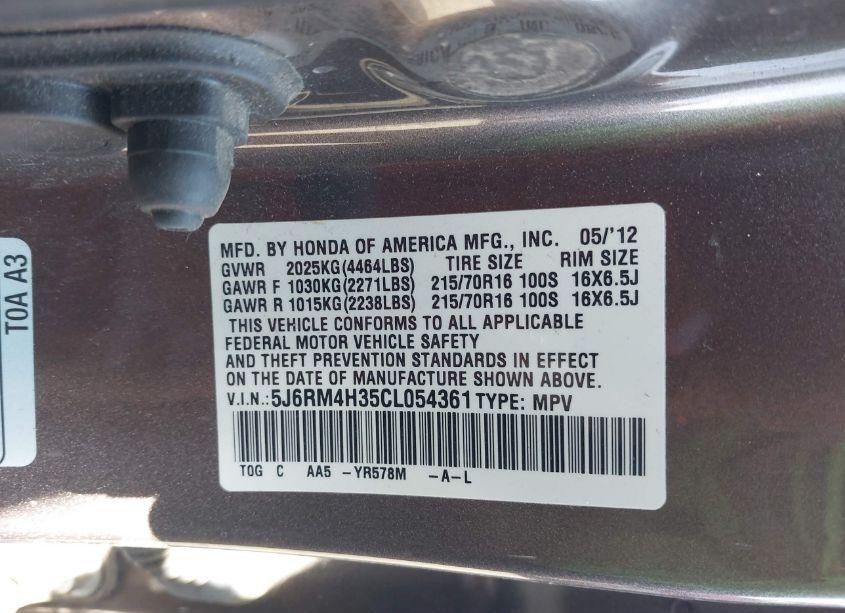 MFD. BY HONDA OF AMERICA MFG., INC. 05/'12
GVWR 2025KG(4464LBS) TIRE SIZE RIM SIZE
GAWR F 1030KG(2271LBS) 215/70R16 100S 16X6.5J
GAWR R 1015KG(2238LBS) 215/70R16 100S 16X6.5J
THIS VEHICLE CONFORMS TO ALL APPLICABLE
FEDERAL MOTOR VEHICLE SAFETY
AND THEFT PREVENTION STANDARDS IN EFFECT
ON THE DATE OF MANUFACTURE SHOWN ABOVE.
V.I.N.: 5J6RM4H35CL054361 TYPE: MPV
TOG C AA5 -YR578M -A-L
TOA A3